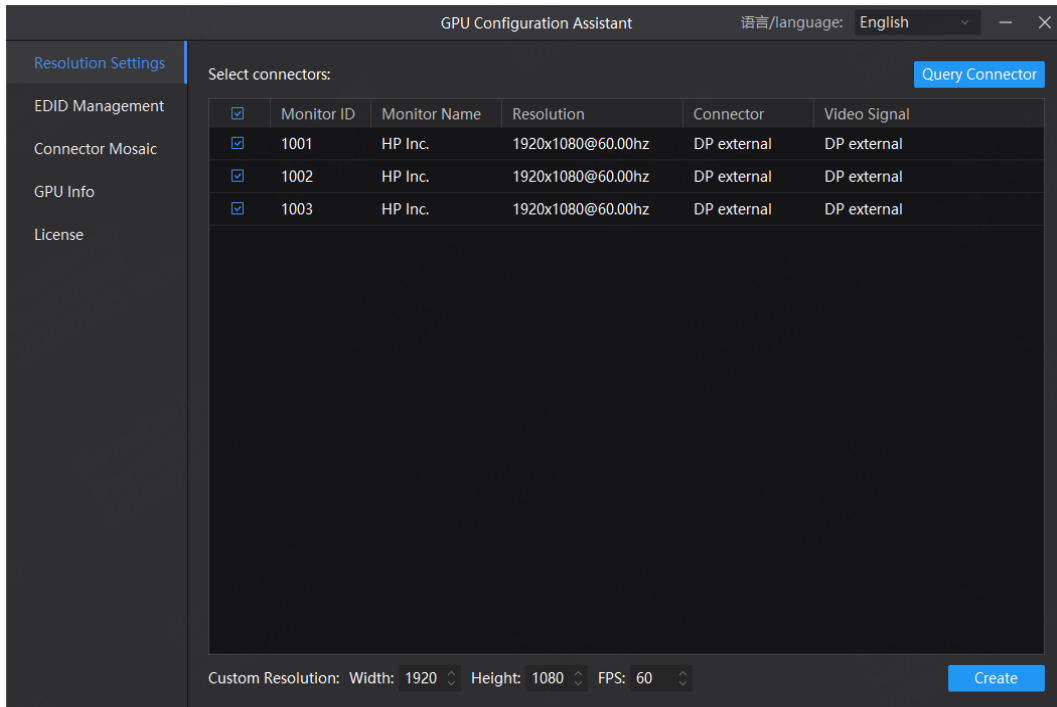 GPU Configuration Assistant 语言/language: English
Resolution Settings
EDID Management
Connector Mosaic
GPU Info
License
Select connectors: Query Connector
Monitor ID Monitor Name Resolution Connector Video Signal
1001 HP Inc. 1920x1080@60.00hz DP external DP external
1002 HP Inc. 1920x1080@60.00hz DP external DP external
1003 HP Inc. 1920x1080@60.00hz DP external DP external
Custom Resolution: Width: 1920 Height: 1080 FPS: 60 Create